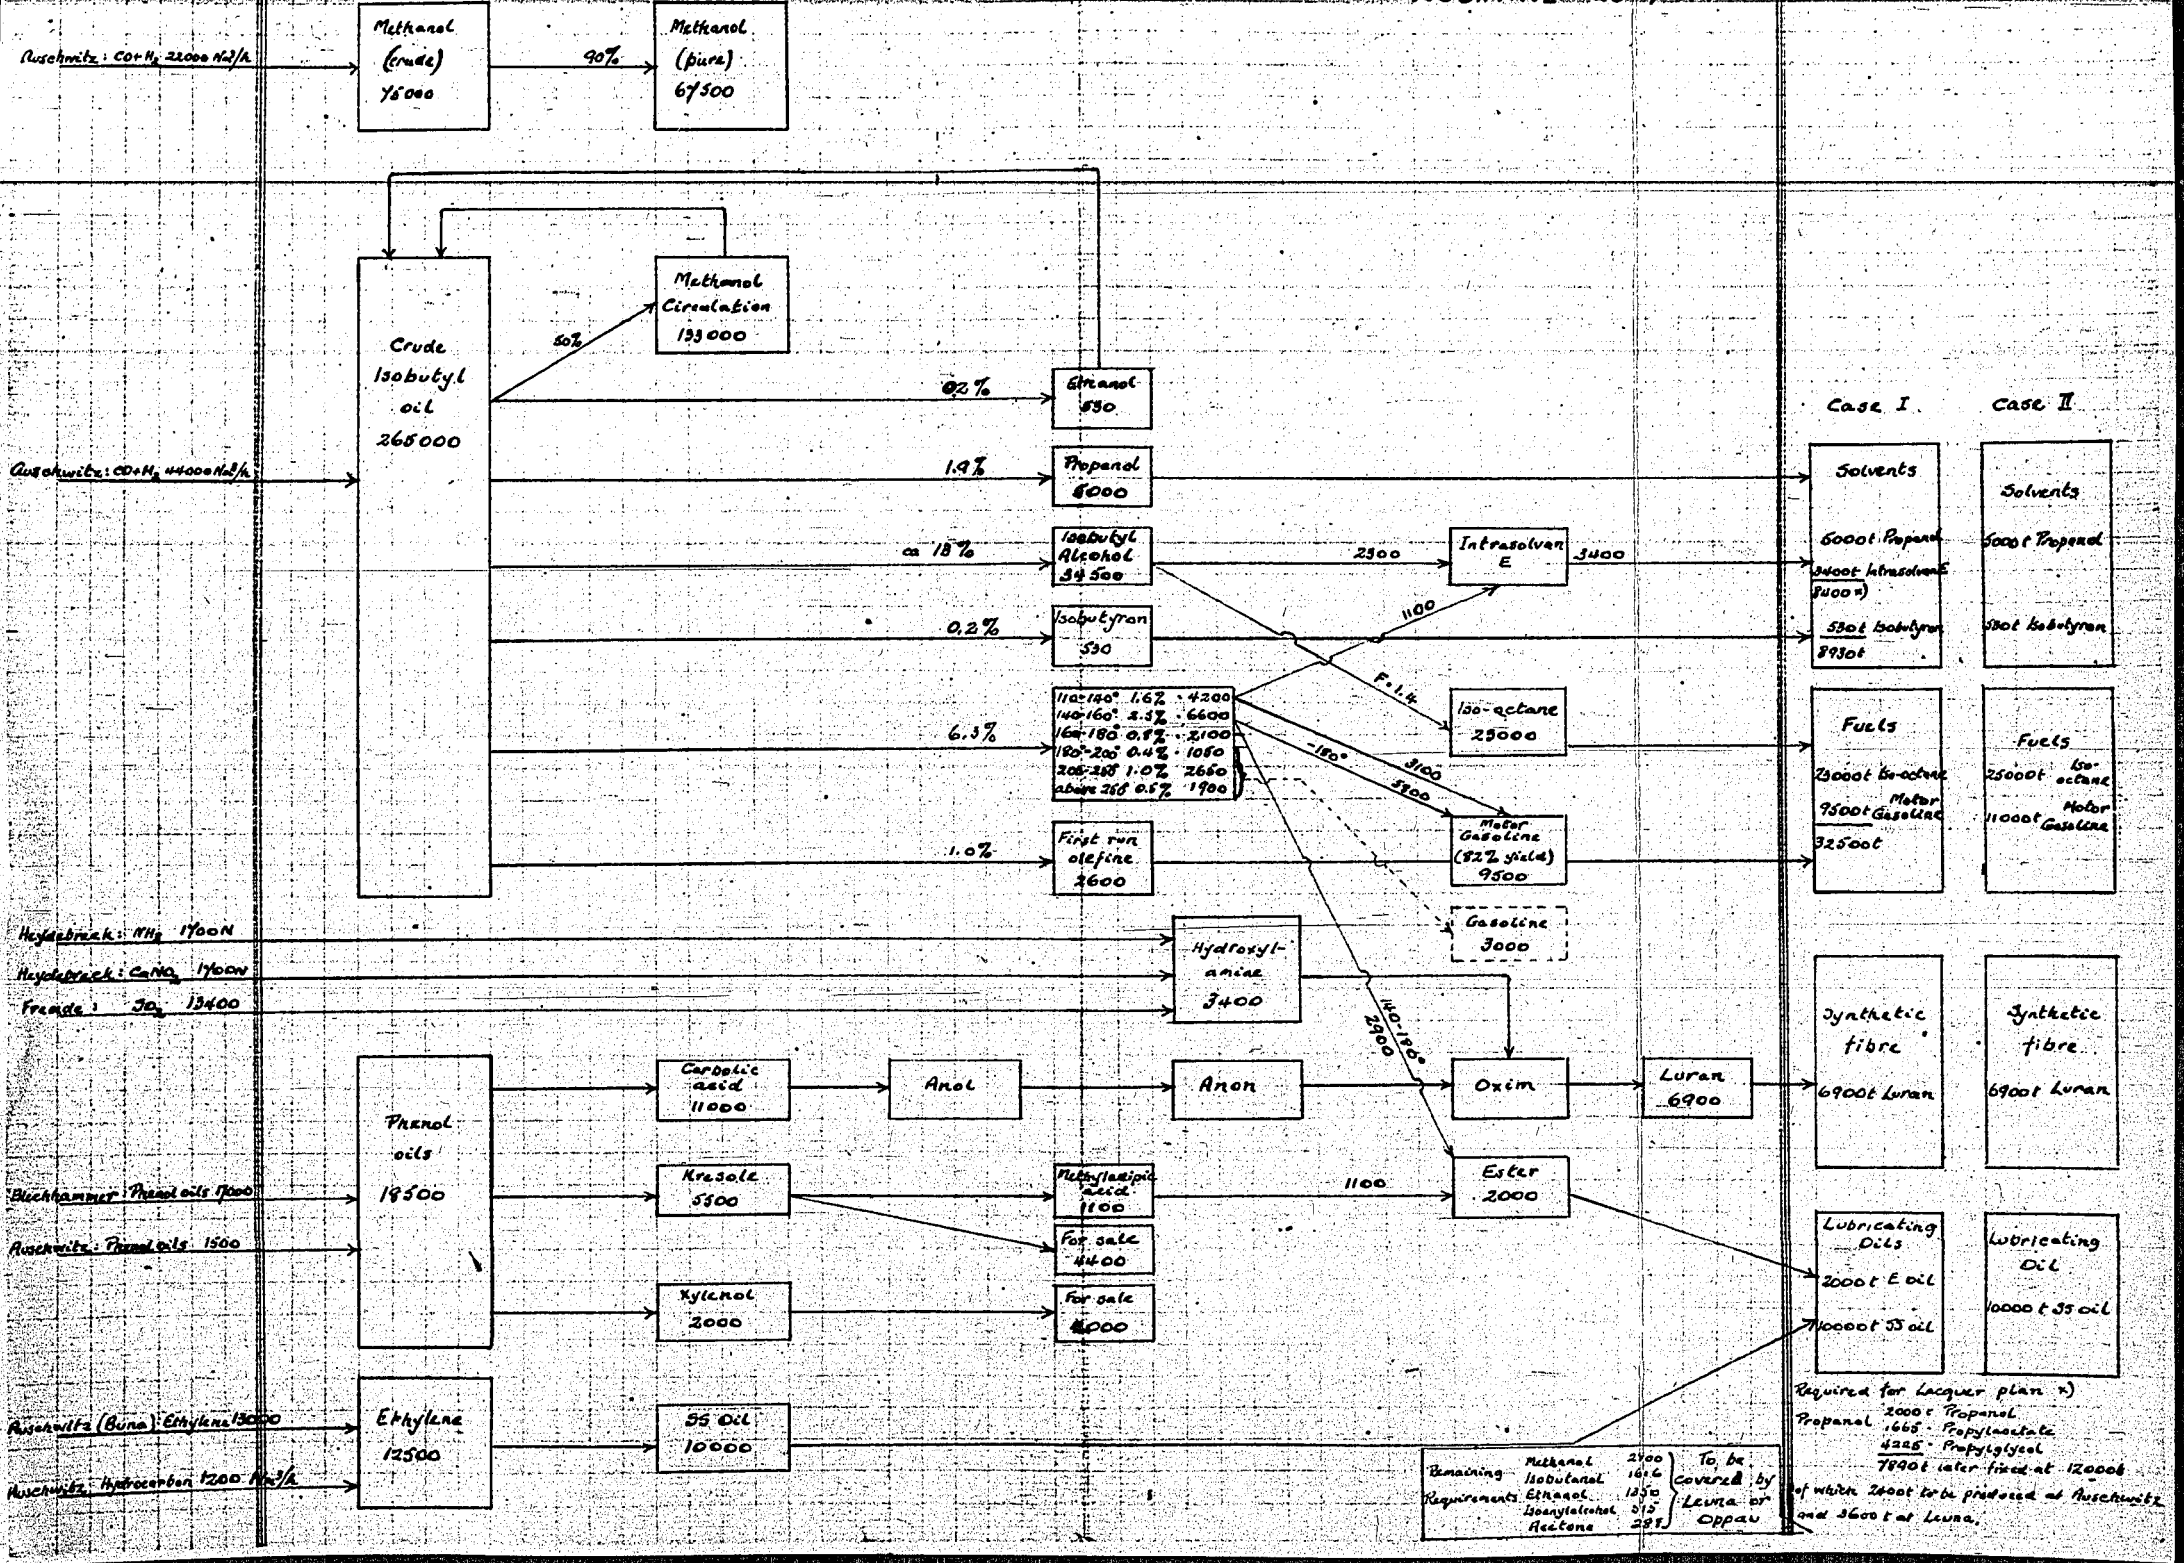 Auschwitz: CO+H2 22000 Nm3/h
Methanol
(crude)
75000
90%
Methanol
(pure)
67500
Crude
Isobutyl
oil
265000
50%
Methanol
Circulation
133000
Auschwitz: CO+H2 44000 Nm3/h
0.2%
Ethanol
530
1.9%
Propanol
5000
ca 13%
Isobutyl
Alcohol
34500
2300
Intrasolvan
E
3400
1100
0.2%
Isobutyron
530
F=1.4
6.3%
110-140° 1.6% · 4200
140-160° 2.5% · 6600
160-180 0.8% · 2100
180°-200° 0.4% · 1050
200-250 1.0% 2650
above 250 0.5% 1900
-180°
3100
5800
Iso-octane
25000
1.0%
First run
olefine
2600
Motor
Gasoline
(82% yield)
9500
Gasoline
3000
Case I
Solvents
5000t Propanol
3400t Intrasolvan E
8400 x)
530t Isobutyron
8930t
Fuels
25000t Iso-octane
9500t Motor
Gasoline
32500t
Case II
Solvents
5000t Propanol
530t Isobutyron
Fuels
25000t Iso-
octane
11000t Motor
Gasoline
Heydebreck: NH3 1700N
Heydebreck: CaNO3 1700N
Fremde: SO2 13400
Hydroxyl-
amine
3400
140-180°
2900
Phenol
oils
18500
Carbolic
acid
11000
Anol
Anon
Oxim
Luran
6900
Synthetic
fibre
6900t Luran
Synthetic
fibre
6900t Luran
Blechhammer: Phenol oils 17000
Auschwitz: Phenol oils 1500
Kresole
5500
Methyladipic
acid
1100
1100
Ester
2000
For sale
4400
Xylenol
2000
For sale
Lubricating
Oils
2000t E oil
10000t SS oil
Lubricating
Oil
10000t SS oil
Auschwitz (Buna): Ethylene 13000
Auschwitz: Hydrocarbon 1200 Nm3/h
Ethylene
12500
SS Oil
10000
Remaining
Requirements
Methanol
Isobutanol
Ethanol 1350
Isoamylalcohol
Acetone
To be
covered by
Leuna or
Oppau
Required for Lacquer plan x)
Propanol 2000t Propanol
1665 · Propylacetate
4225 · Propylglycol
7890t later fixed at 12000t
of which 2400t to be produced at Auschwitz
and 3600t at Leuna.